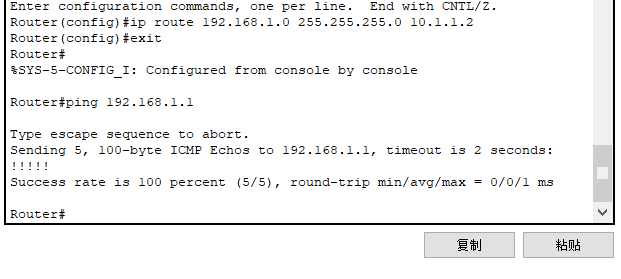 Enter configuration commands, one per line.  End with CNTL/Z.
Router(config)#ip route 192.168.1.0 255.255.255.0 10.1.1.2
Router(config)#exit
Router#
%SYS-5-CONFIG_I: Configured from console by console
Router#ping 192.168.1.1
Type escape sequence to abort.
Sending 5, 100-byte ICMP Echos to 192.168.1.1, timeout is 2 seconds:
!!!!!
Success rate is 100 percent (5/5), round-trip min/avg/max = 0/0/1 ms
Router#
复制
粘贴